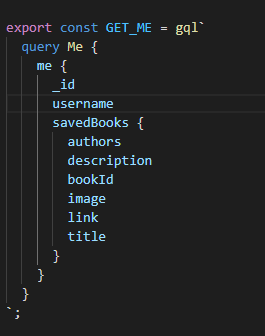 export const GET_ME = gql`
  query Me {
    me {
      _id
      username
      savedBooks {
        authors
        description
        bookId
        image
        link
        title
      }
    }
  }
`;